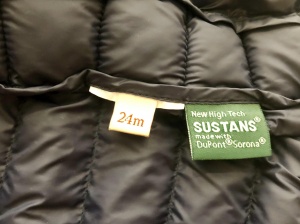 24m
New High Tech
SUSTANS®
made with
DuPont®Sorona®